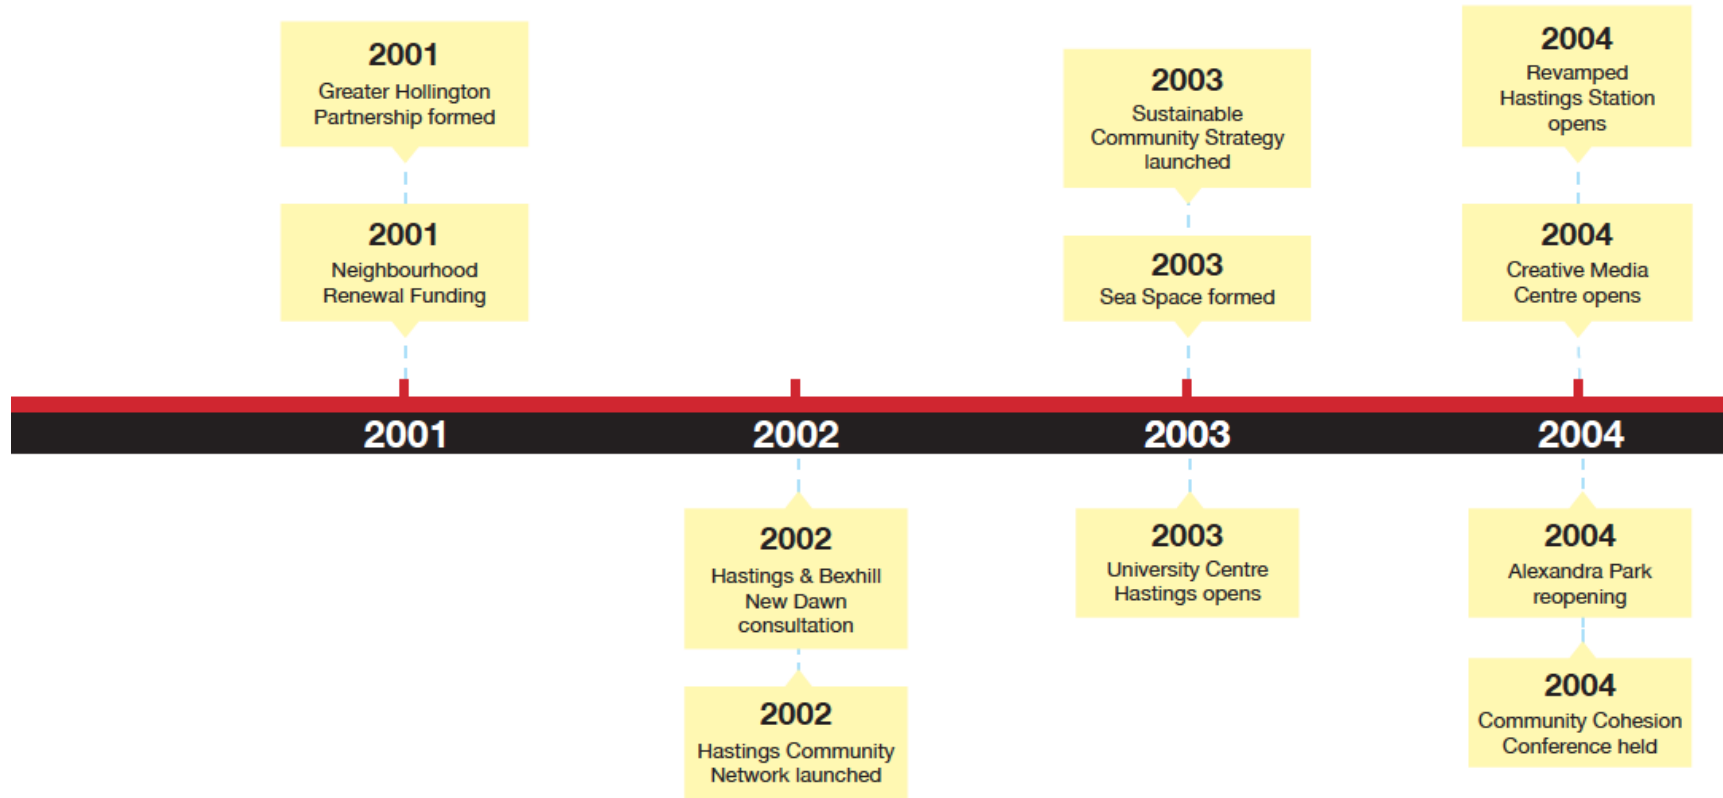 2001
Greater Hollington
Partnership formed
2001
Neighbourhood
Renewal Funding
2003
Sustainable
Community Strategy
launched
2003
Sea Space formed
2004
Revamped
Hastings Station
opens
2004
Creative Media
Centre opens
2001
2002
2003
2004
2002
Hastings & Bexhill
New Dawn
consultation
2002
Hastings Community
Network launched
2003
University Centre
Hastings opens
2004
Alexandra Park
reopening
2004
Community Cohesion
Conference held